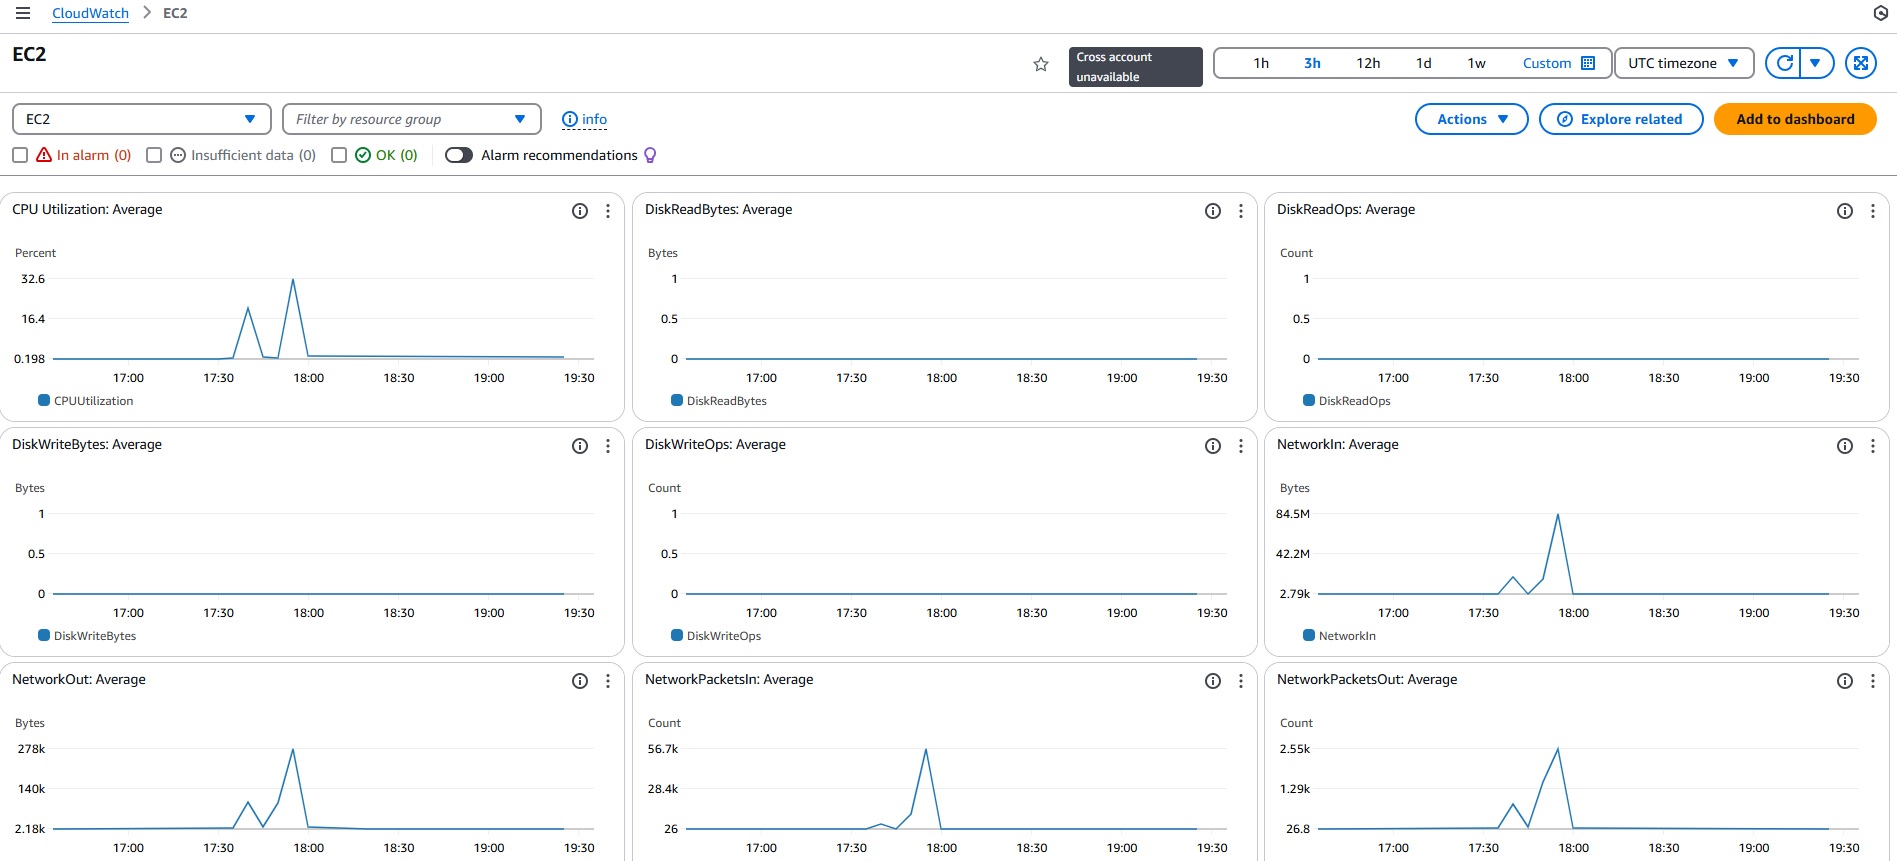 CloudWatch > EC2
EC2
Cross account
unavailable
1h 3h 12h 1d 1w Custom
UTC timezone
EC2
Filter by resource group
info
Actions
Explore related
Add to dashboard
In alarm (0)
Insufficient data (0)
OK (0)
Alarm recommendations
CPU Utilization: Average
Percent
32.6
16.4
0.198
17:00 17:30 18:00 18:30 19:00 19:30
CPUUtilization
DiskReadBytes: Average
Bytes
1
0.5
0
17:00 17:30 18:00 18:30 19:00 19:30
DiskReadBytes
DiskReadOps: Average
Count
1
0.5
0
17:00 17:30 18:00 18:30 19:00 19:30
DiskReadOps
DiskWriteBytes: Average
Bytes
1
0.5
0
17:00 17:30 18:00 18:30 19:00 19:30
DiskWriteBytes
DiskWriteOps: Average
Count
1
0.5
0
17:00 17:30 18:00 18:30 19:00 19:30
DiskWriteOps
NetworkIn: Average
Bytes
84.5M
42.2M
2.79k
17:00 17:30 18:00 18:30 19:00 19:30
NetworkIn
NetworkOut: Average
Bytes
278k
140k
2.18k
17:00 17:30 18:00 18:30 19:00 19:30
NetworkPacketsIn: Average
Count
56.7k
28.4k
26
17:00 17:30 18:00 18:30 19:00 19:30
NetworkPacketsOut: Average
Count
2.55k
1.29k
26.8
17:00 17:30 18:00 18:30 19:00 19:30